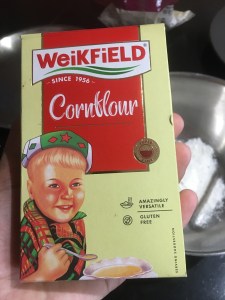 WeiKFiELD
- SINCE 1956 -
Cornflour
AMAZINGLY
VERSATILE
GLUTEN
FREE